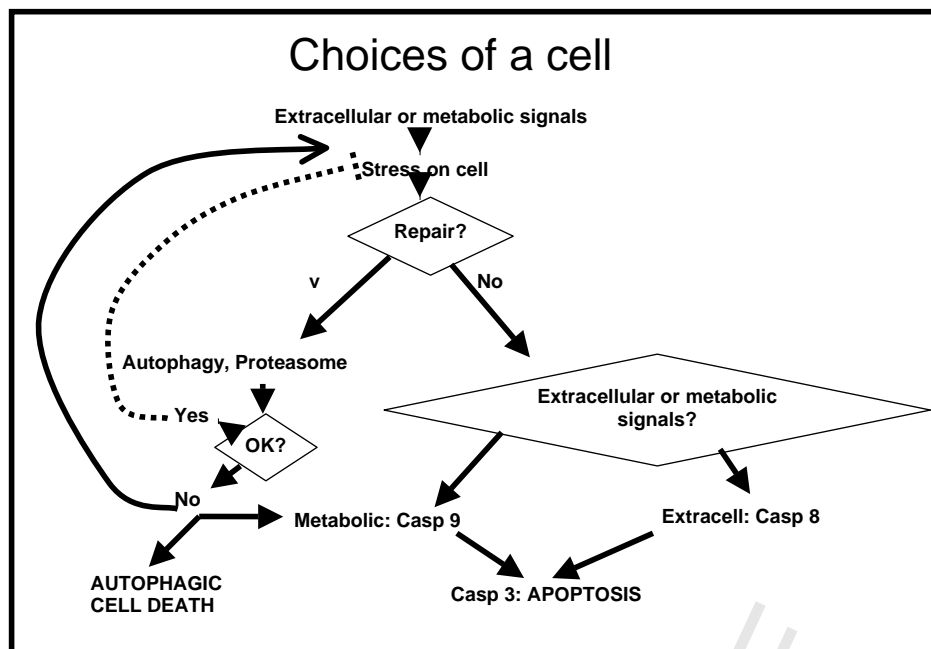 Choices of a cell
Extracellular or metabolic signals
Stress on cell
Repair?
v
No
Autophagy, Proteasome
Extracellular or metabolic
signals?
Yes
OK?
No
Metabolic: Casp 9
Extracell: Casp 8
AUTOPHAGIC
CELL DEATH
Casp 3: APOPTOSIS